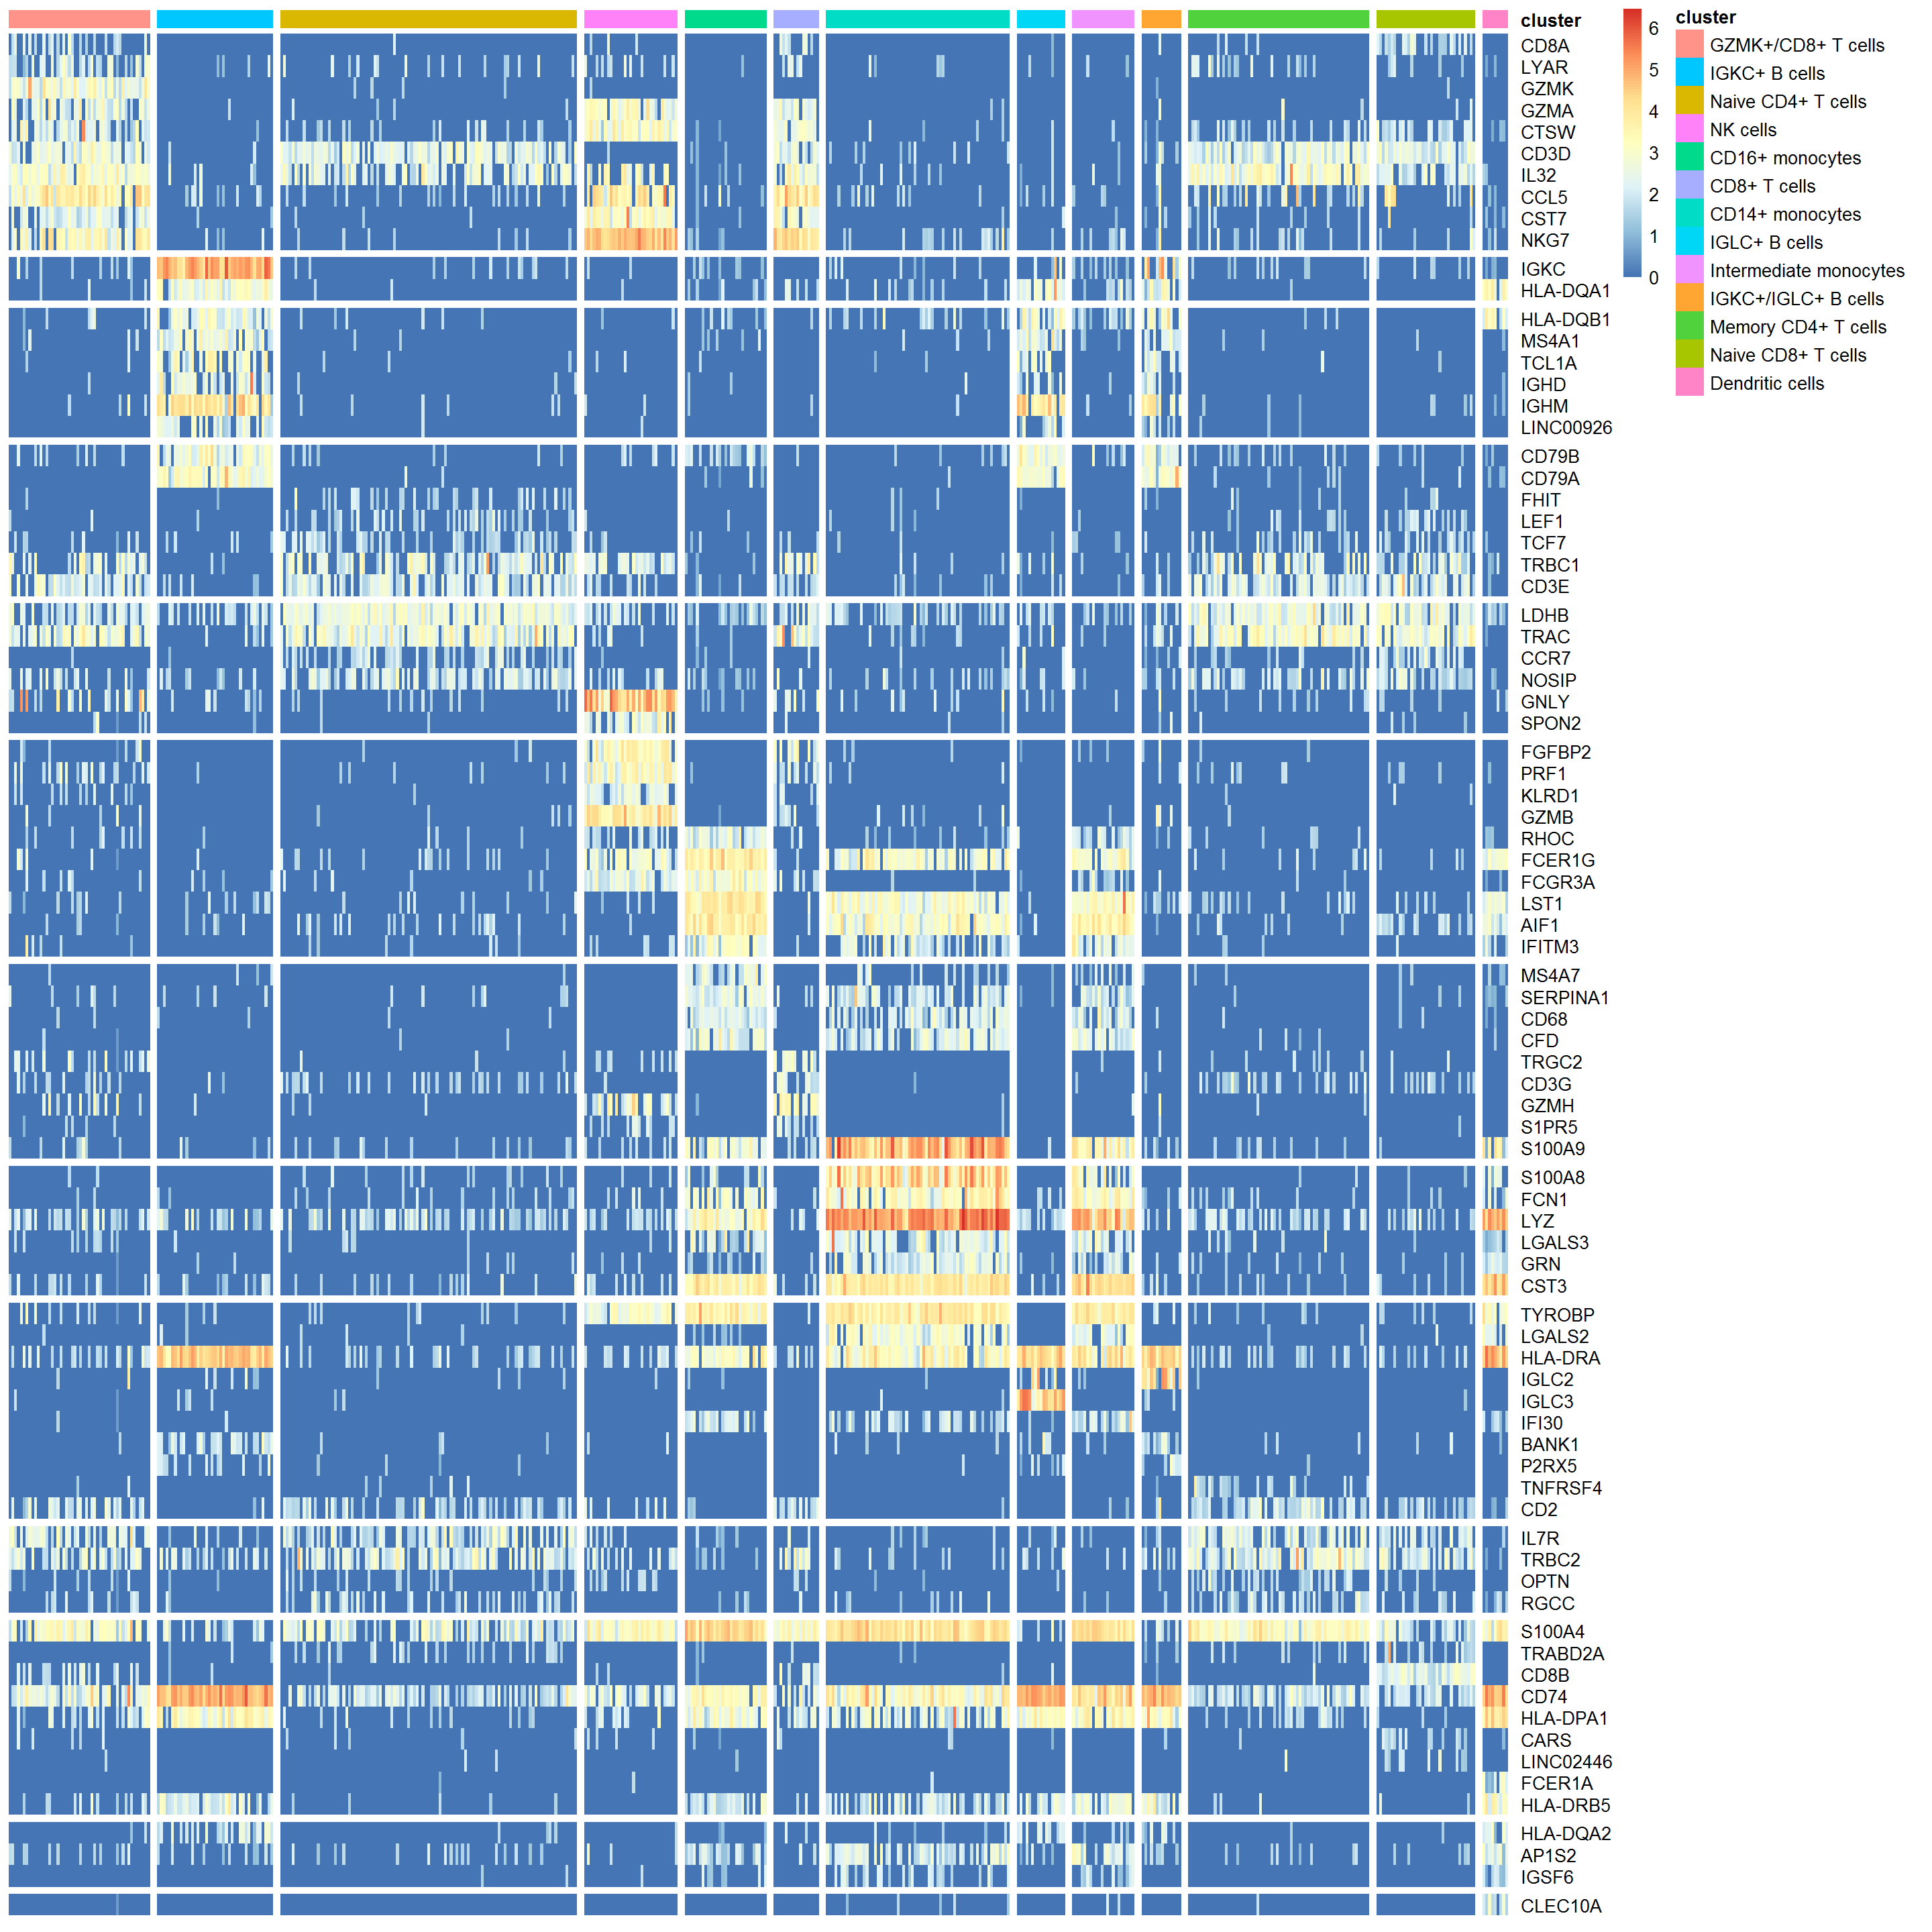 cluster
CD8A
LYAR
GZMK
GZMA
CTSW
CD3D
IL32
CCL5
CST7
NKG7
IGKC
HLA-DQA1
HLA-DQB1
MS4A1
TCL1A
IGHD
IGHM
LINC00926
CD79B
CD79A
FHIT
LEF1
TCF7
TRBC1
CD3E
LDHB
TRAC
CCR7
NOSIP
GNLY
SPON2
FGFBP2
PRF1
KLRD1
GZMB
RHOC
FCER1G
FCGR3A
LST1
AIF1
IFITM3
MS4A7
SERPINA1
CD68
CFD
TRGC2
CD3G
GZMH
S1PR5
S100A9
S100A8
FCN1
LYZ
LGALS3
GRN
CST3
TYROBP
LGALS2
HLA-DRA
IGLC2
IGLC3
IFI30
BANK1
P2RX5
TNFRSF4
CD2
IL7R
TRBC2
OPTN
RGCC
S100A4
TRABD2A
CD8B
CD74
HLA-DPA1
CARS
LINC02446
FCER1A
HLA-DRB5
HLA-DQA2
AP1S2
IGSF6
CLEC10A
6
5
4
3
2
1
0
cluster
GZMK+/CD8+ T cells
IGKC+ B cells
Naive CD4+ T cells
NK cells
CD16+ monocytes
CD8+ T cells
CD14+ monocytes
IGLC+ B cells
Intermediate monocytes
IGKC+/IGLC+ B cells
Memory CD4+ T cells
Naive CD8+ T cells
Dendritic cells